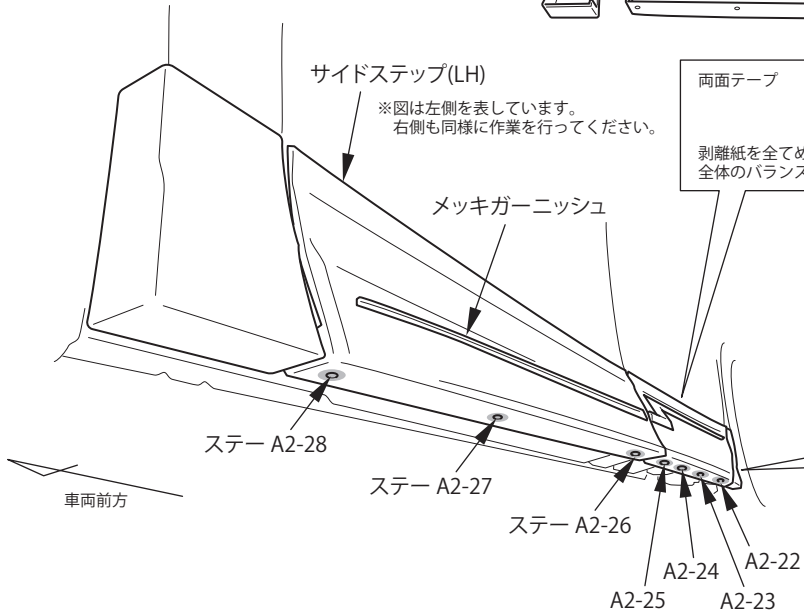 サイドステップ(LH)
※図は左側を表しています。
右側も同様に作業を行ってください。
両面テープ
剥離紙を全てめ
全体のバランス
メッキガーニッシュ
ステー A2-28
ステー A2-27
ステー A2-26
車両前方
A2-25
A2-24
A2-23
A2-22